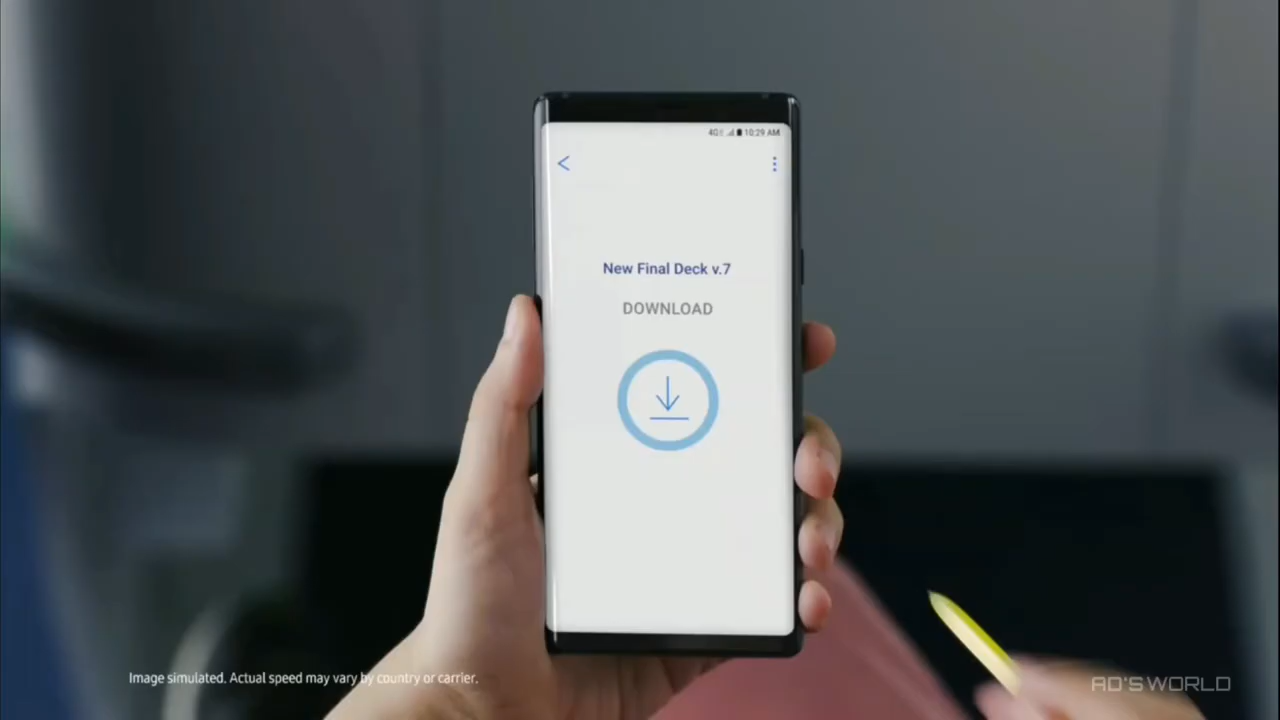 4G 10:29 AM
New Final Deck v.7
DOWNLOAD
Image simulated. Actual speed may vary by country or carrier.
AD'S WORLD